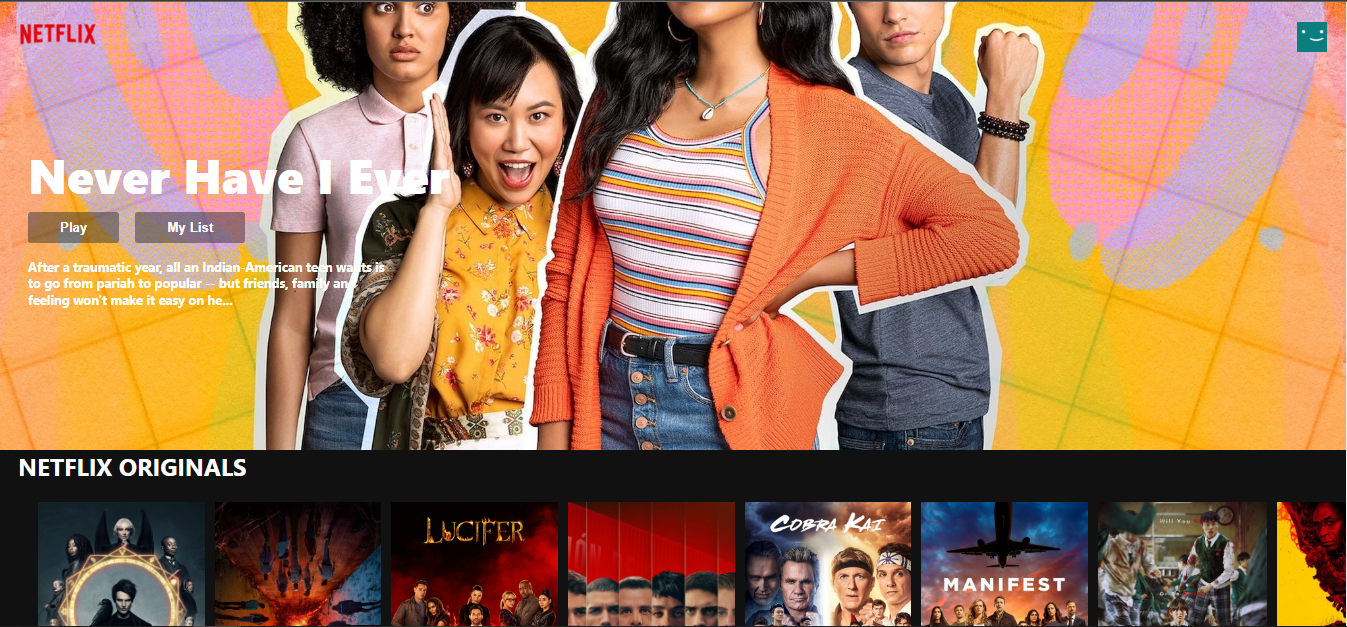 NETFLIX
Never Have I Ever
Play
My List
After a traumatic year, all an Indian-American teen wants is
to go from pariah to popular -- but friends, family and
feeling won't make it easy on he...
NETFLIX ORIGINALS
LUCIFER
COBRA KAI
MANIFEST
Will You